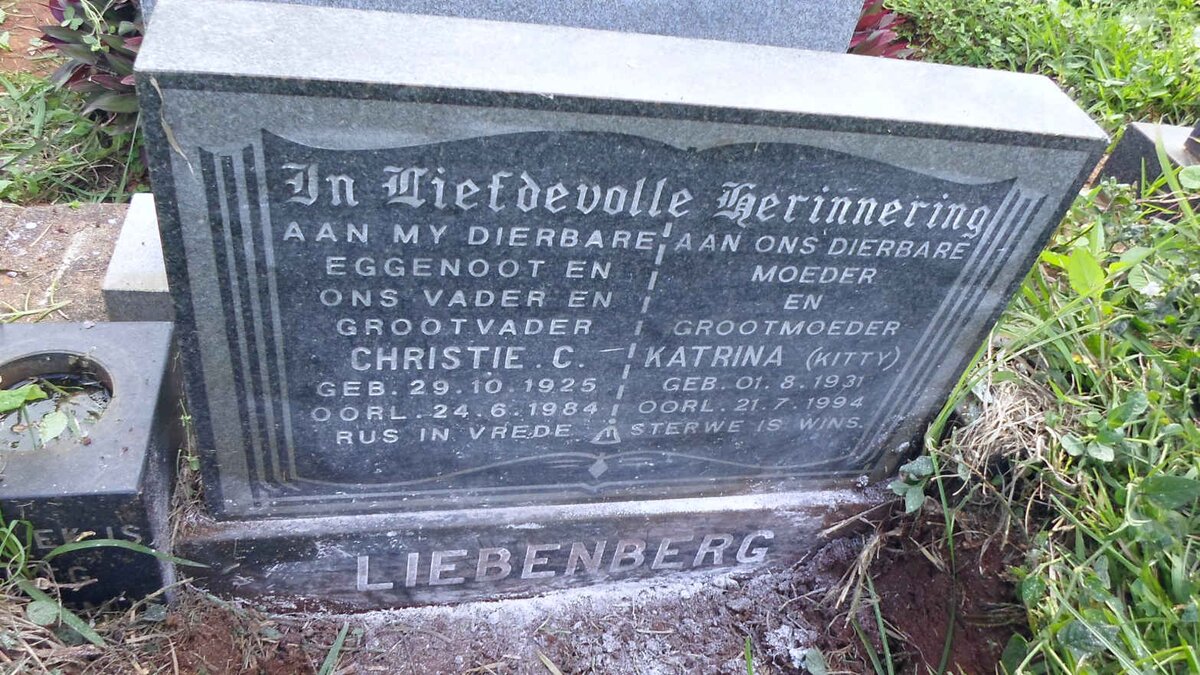 In Liefdevolle Herinnering
AAN MY DIERBARE
EGGENOOT EN
ONS VADER EN
GROOTVADER
CHRISTIE . C.
GEB. 29.10.1925
OORL. 24.6.1984
RUS IN VREDE
AAN ONS DIERBARE
MOEDER
EN
GROOTMOEDER
KATRINA (KITTY)
GEB. 01.8.1931
OORL. 21.7.1994
STERWE IS WINS.
LIEBENBERG
IS